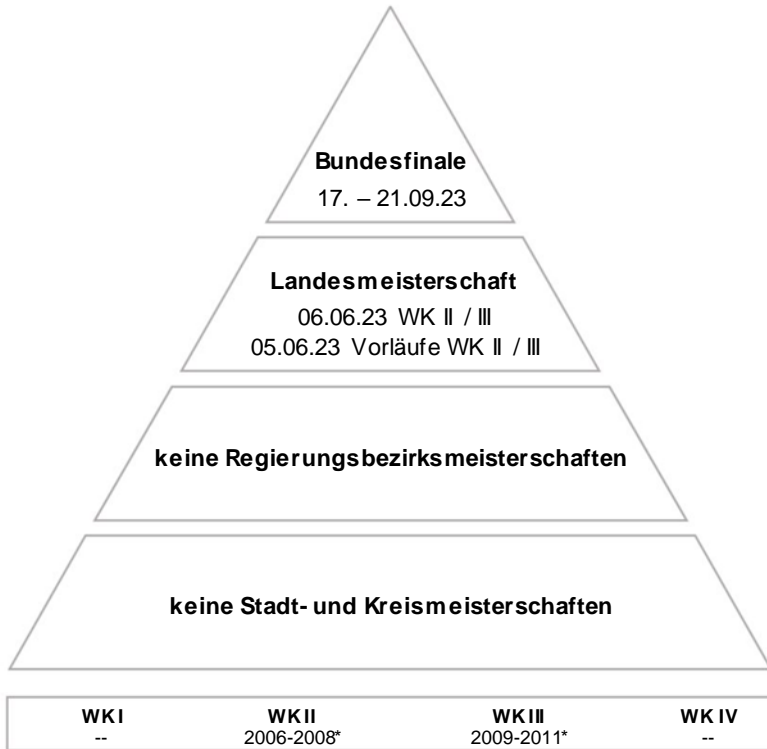 Bundesfinale
17. – 21.09.23
Landesmeisterschaft
06.06.23 WK II / III
05.06.23 Vorläufe WK II / III
keine Regierungsbezirksmeisterschaften
keine Stadt- und Kreismeisterschaften
WK I WK II WK III WK IV
-- 2006-2008* 2009-2011* --